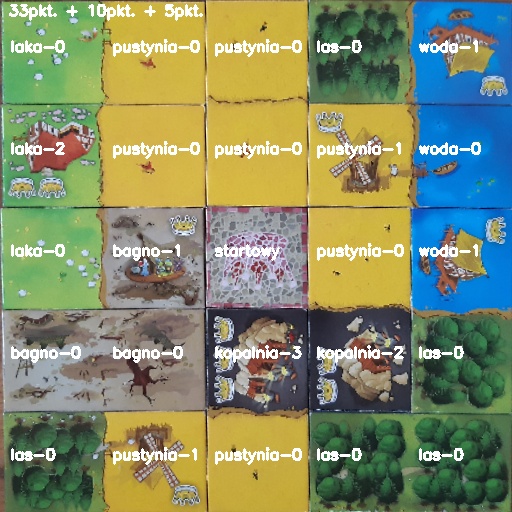 33pkt. + 10pkt. + 5pkt.
laka-0 pustynia-0 pustynia-0 las-0 woda-1
laka-2 pustynia-0 pustynia-0 pustynia-1 woda-0
laka-0 bagno-1 startowy pustynia-0 woda-1
bagno-0 bagno-0 kopalnia-3 kopalnia-2 las-0
las-0 pustynia-1 pustynia-0 las-0 las-0